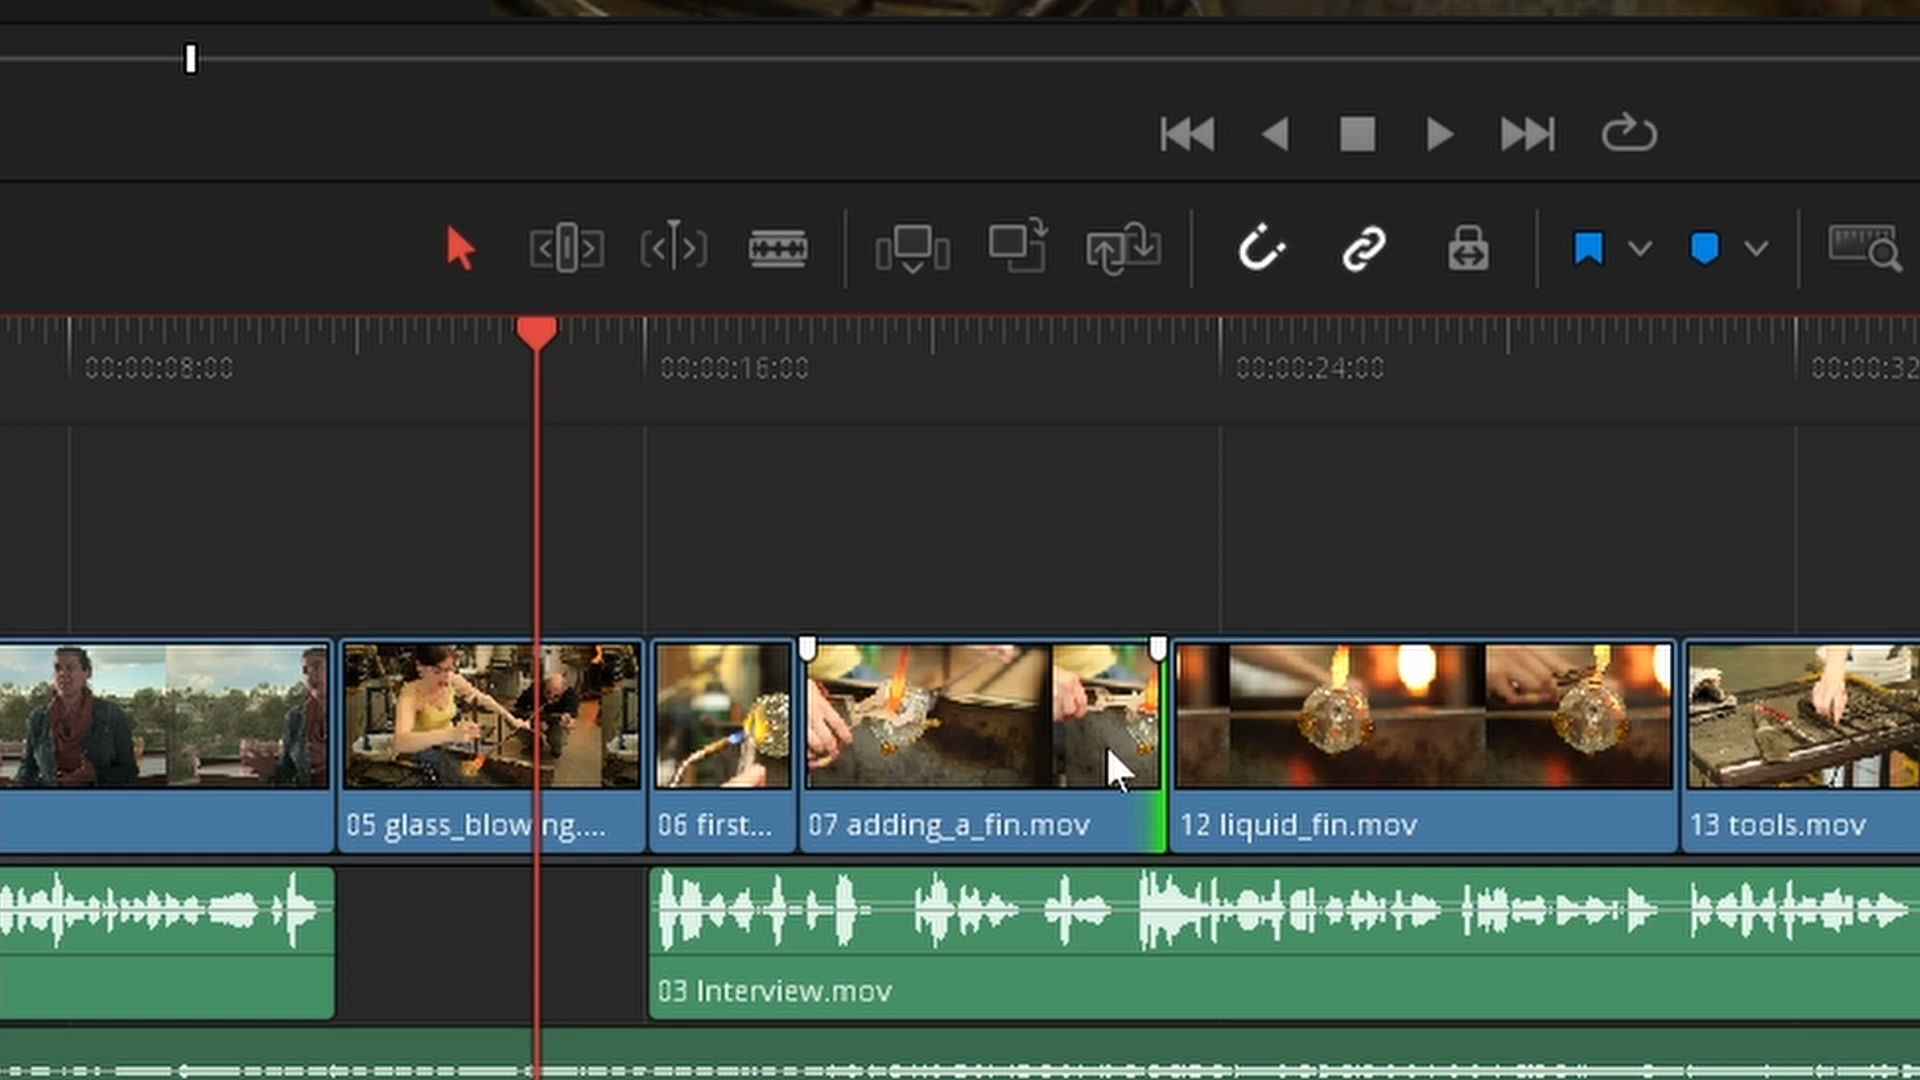 00:00:08:00
00:00:16:00
00:00:24:00
00:00:32
05 glass_blowing....
06 first...
07 adding_a_fin.mov
12 liquid_fin.mov
13 tools.mov
03 Interview.mov